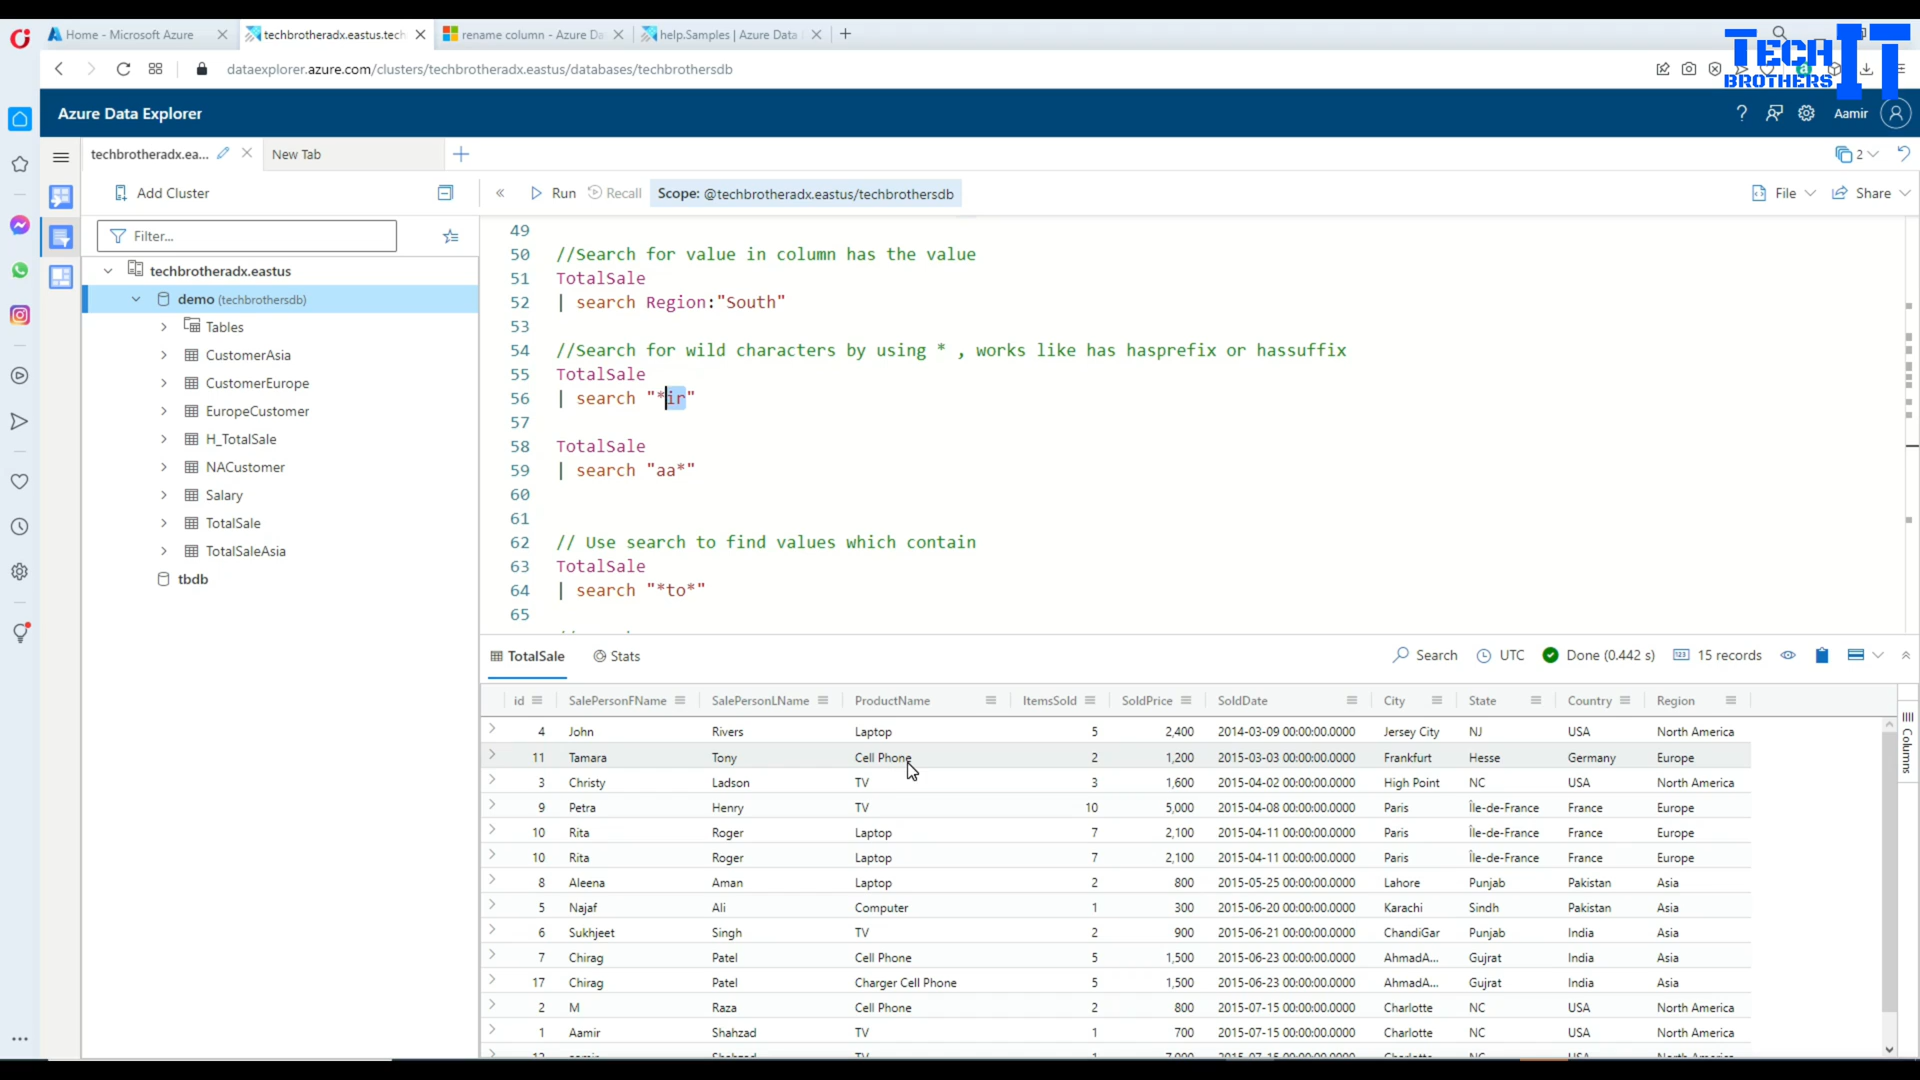 Home - Microsoft Azure
techbrotheradx.eastus.tech
rename column - Azure Da
help.Samples | Azure Data
dataexplorer.azure.com/clusters/techbrotheradx.eastus/databases/techbrothersdb
TECH
BROTHERS
IT
Azure Data Explorer
Aamir
techbrotheradx.ea...
New Tab
2
Add Cluster
Run
Recall
Scope: @techbrotheradx.eastus/techbrothersdb
File
Share
Filter...
techbrotheradx.eastus
demo (techbrothersdb)
Tables
CustomerAsia
CustomerEurope
EuropeCustomer
H_TotalSale
NACustomer
Salary
TotalSale
TotalSaleAsia
tbdb
49
50 //Search for value in column has the value
51 TotalSale
52 | search Region:"South"
53
54 //Search for wild characters by using * , works like has hasprefix or hassuffix
55 TotalSale
56 | search "*ir"
57
58 TotalSale
59 | search "aa*"
60
61
62 // Use search to find values which contain
63 TotalSale
64 | search "*to*"
65
TotalSale
Stats
Search
UTC
Done (0.442 s)
15 records
id SalePersonFName SalePersonLName ProductName ItemsSold SoldPrice SoldDate City State Country Region
4 John Rivers Laptop 5 2,400 2014-03-09 00:00:00.0000 Jersey City NJ USA North America
11 Tamara Tony Cell Phone 2 1,200 2015-03-03 00:00:00.0000 Frankfurt Hesse Germany Europe
3 Christy Ladson TV 3 1,600 2015-04-02 00:00:00.0000 High Point NC USA North America
9 Petra Henry TV 10 5,000 2015-04-08 00:00:00.0000 Paris Île-de-France France Europe
10 Rita Roger Laptop 7 2,100 2015-04-11 00:00:00.0000 Paris Île-de-France France Europe
10 Rita Roger Laptop 7 2,100 2015-04-11 00:00:00.0000 Paris Île-de-France France Europe
8 Aleena Aman Laptop 2 800 2015-05-25 00:00:00.0000 Lahore Punjab Pakistan Asia
5 Najaf Ali Computer 1 300 2015-06-20 00:00:00.0000 Karachi Sindh Pakistan Asia
6 Sukhjeet Singh TV 2 900 2015-06-21 00:00:00.0000 ChandiGar Punjab India Asia
7 Chirag Patel Cell Phone 5 1,500 2015-06-23 00:00:00.0000 AhmadA... Gujrat India Asia
17 Chirag Patel Charger Cell Phone 5 1,500 2015-06-23 00:00:00.0000 AhmadA... Gujrat India Asia
2 M Raza Cell Phone 2 800 2015-07-15 00:00:00.0000 Charlotte NC USA North America
1 Aamir Shahzad TV 1 700 2015-07-15 00:00:00.0000 Charlotte NC USA North America
Columns